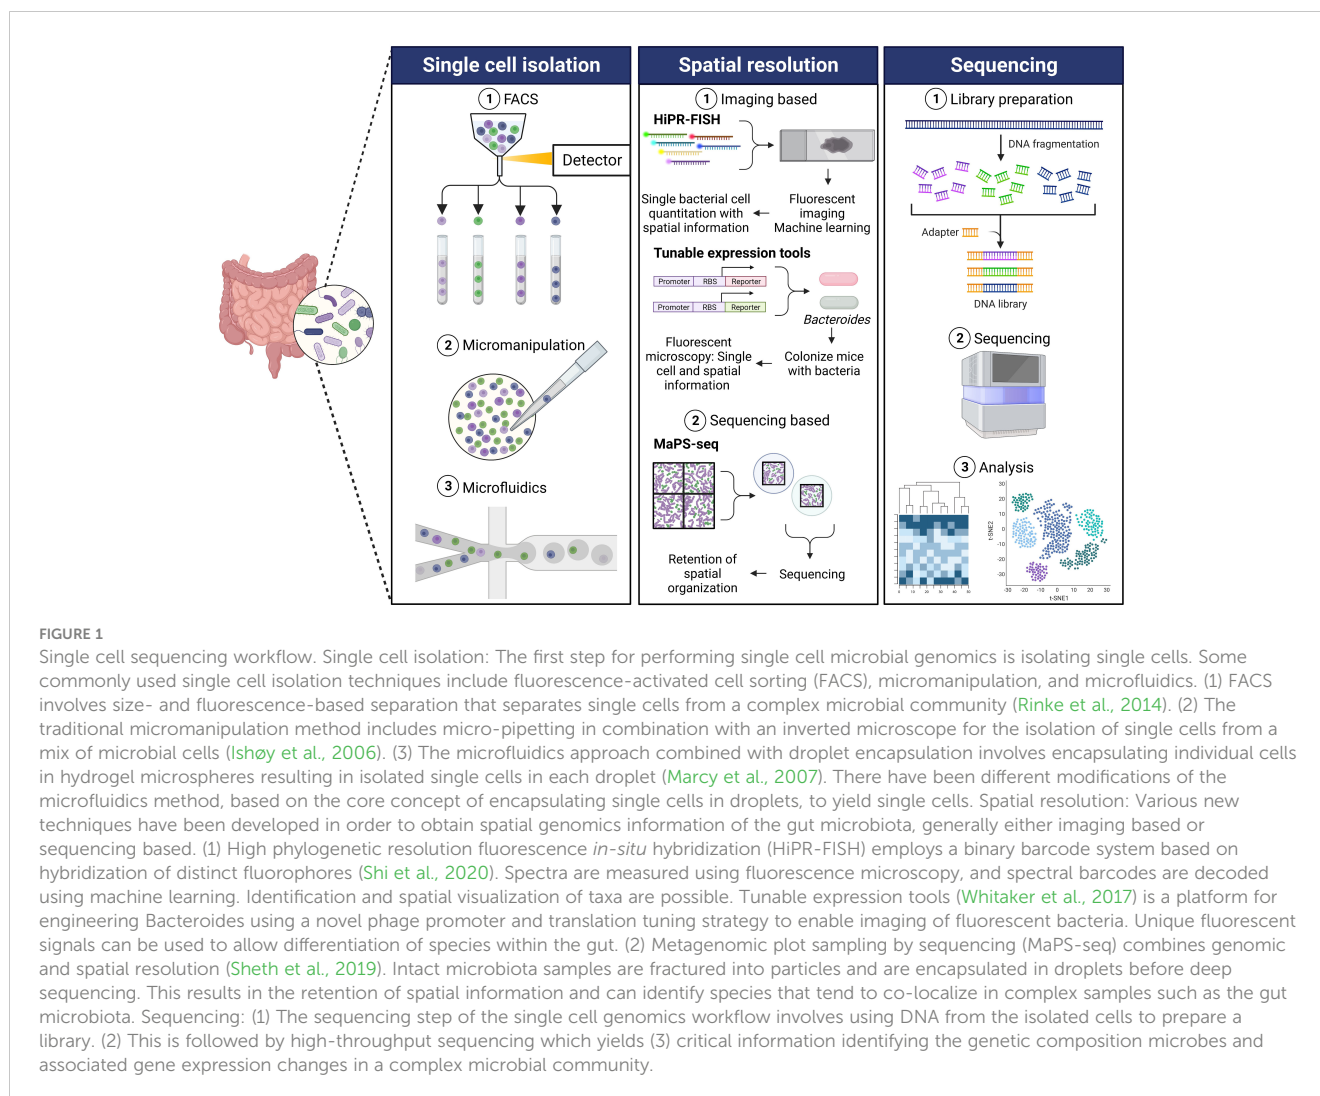 Single cell isolation
1 FACS
Detector
2 Micromanipulation
3 Microfluidics
Spatial resolution
1 Imaging based
HiPR-FISH
Single bacterial cell
quantitation with
spatial information
Fluorescent
imaging
Machine learning
Tunable expression tools
Promoter RBS Reporter
Promoter RBS Reporter
Bacteroides
Fluorescent
microscopy: Single
cell and spatial
information
Colonize mice
with bacteria
2 Sequencing based
MaPS-seq
Retention of
spatial
organization
Sequencing
Sequencing
1 Library preparation
DNA fragmentation
Adapter
DNA library
2 Sequencing
3 Analysis
30
20
10
0
-10
-20
-30
t-SNE2
-30 -20 -10 0 10 20 30
t-SNE1
FIGURE 1
Single cell sequencing workflow. Single cell isolation: The first step for performing single cell microbial genomics is isolating single cells. Some
commonly used single cell isolation techniques include fluorescence-activated cell sorting (FACS), micromanipulation, and microfluidics. (1) FACS
involves size- and fluorescence-based separation that separates single cells from a complex microbial community (Rinke et al., 2014). (2) The
traditional micromanipulation method includes micro-pipetting in combination with an inverted microscope for the isolation of single cells from a
mix of microbial cells (Ishøy et al., 2006). (3) The microfluidics approach combined with droplet encapsulation involves encapsulating individual cells
in hydrogel microspheres resulting in isolated single cells in each droplet (Marcy et al., 2007). There have been different modifications of the
microfluidics method, based on the core concept of encapsulating single cells in droplets, to yield single cells. Spatial resolution: Various new
techniques have been developed in order to obtain spatial genomics information of the gut microbiota, generally either imaging based or
sequencing based. (1) High phylogenetic resolution fluorescence in-situ hybridization (HiPR-FISH) employs a binary barcode system based on
hybridization of distinct fluorophores (Shi et al., 2020). Spectra are measured using fluorescence microscopy, and spectral barcodes are decoded
using machine learning. Identification and spatial visualization of taxa are possible. Tunable expression tools (Whitaker et al., 2017) is a platform for
engineering Bacteroides using a novel phage promoter and translation tuning strategy to enable imaging of fluorescent bacteria. Unique fluorescent
signals can be used to allow differentiation of species within the gut. (2) Metagenomic plot sampling by sequencing (MaPS-seq) combines genomic
and spatial resolution (Sheth et al., 2019). Intact microbiota samples are fractured into particles and are encapsulated in droplets before deep
sequencing. This results in the retention of spatial information and can identify species that tend to co-localize in complex samples such as the gut
microbiota. Sequencing: (1) The sequencing step of the single cell genomics workflow involves using DNA from the isolated cells to prepare a
library. (2) This is followed by high-throughput sequencing which yields (3) critical information identifying the genetic composition microbes and
associated gene expression changes in a complex microbial community.